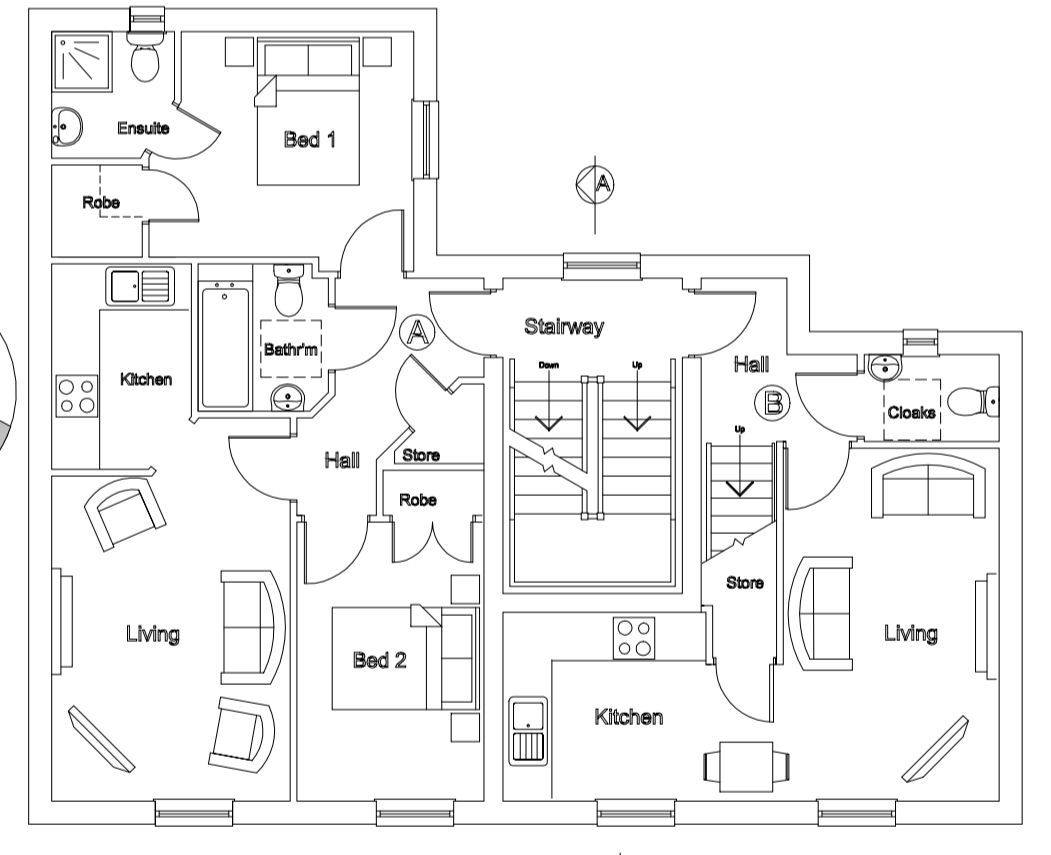 Ensuite
Bed 1
Robe
A
Stairway
Bathr'm
A
Kitchen
Down
Up
Hall
Cloaks
B
Up
Hall
Store
Robe
Store
Living
Bed 2
Living
Kitchen